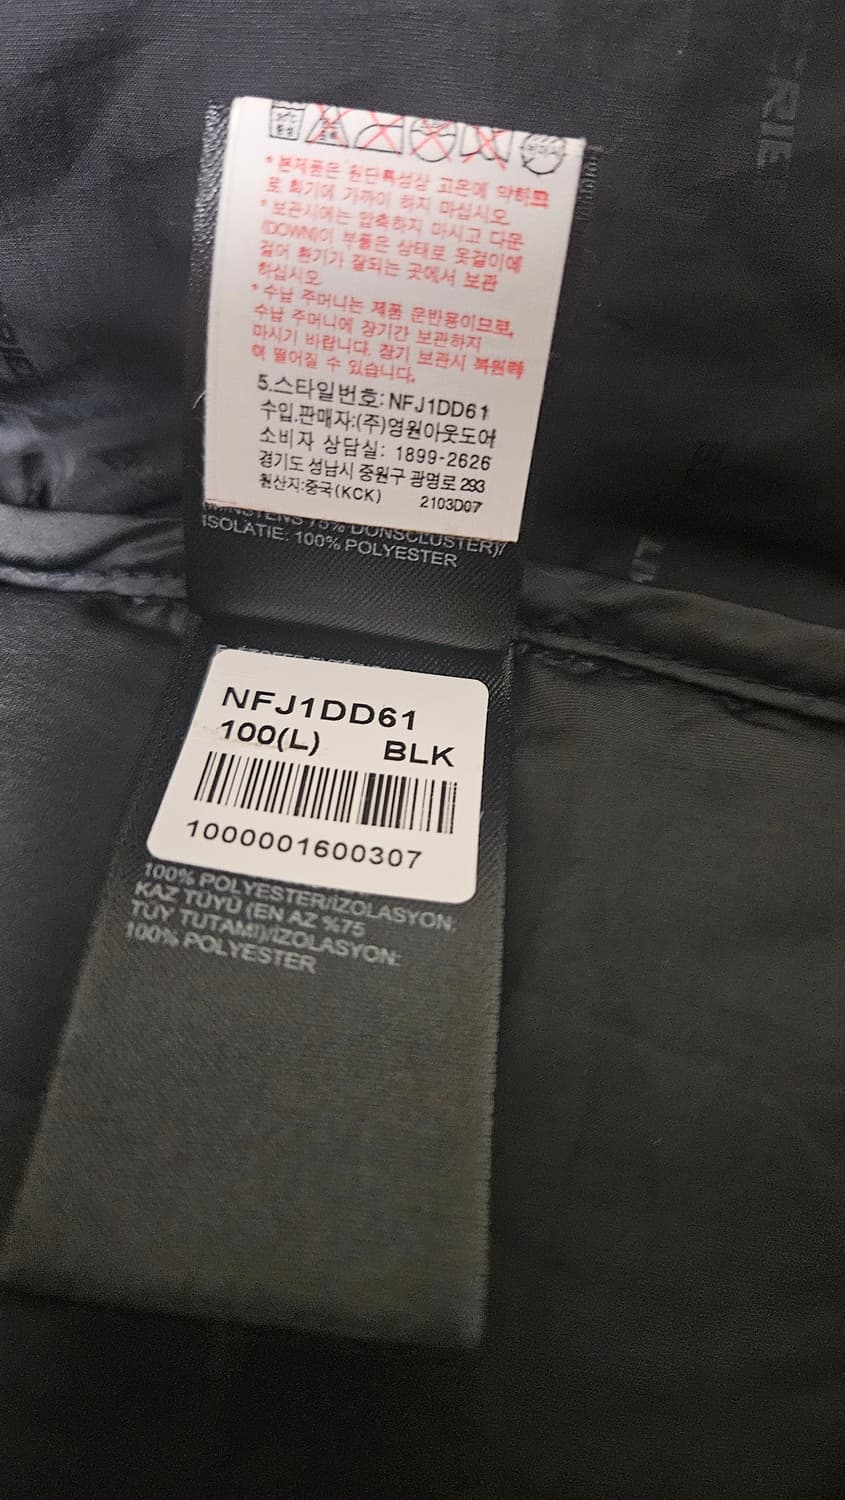 30℃
중성
* 본제품은 원단특성상 고온에 약하므
로 화기에 가까이 하지 마십시오.
* 보관시에는 압축하지 마시고 다운
(DOWN)이 부풀은 상태로 옷걸이에
걸어 환기가 잘되는 곳에서 보관
하십시오.
* 수납 주머니는 제품 운반용이므로,
수납 주머니에 장기간 보관하지
마시기 바랍니다. 장기 보관시 복원력
이 떨어질 수 있습니다.
5.스타일번호: NFJ1DD61
수입,판매자:(주)영원아웃도어
소비자 상담실: 1899-2626
경기도 성남시 중원구 광명로 293
원산지:중국(KCK) 2103D07
MINSTENS 75% DONSCLUSTER)/
ISOLATIE: 100% POLYESTER
NFJ1DD61
100(L) BLK
1000001600307
100% POLYESTER/İZOLASYON:
KAZ TÜYÜ (EN AZ %75
TÜY TUTAMI)/İZOLASYON:
100% POLYESTER